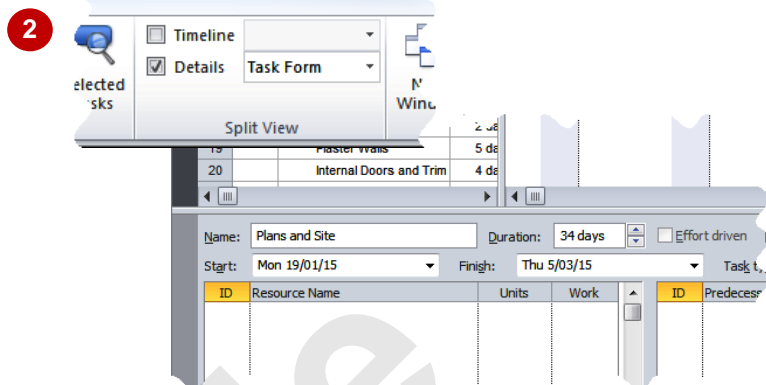 2
Timeline
Details Task Form
elected
Split View
19 Plaster Walls 5 da
20 Internal Doors and Trim 4 da
Name: Plans and Site Duration: 34 days Effort driven
Start: Mon 19/01/15 Finish: Thu 5/03/15 Task t
ID Resource Name Units Work ID Predecess